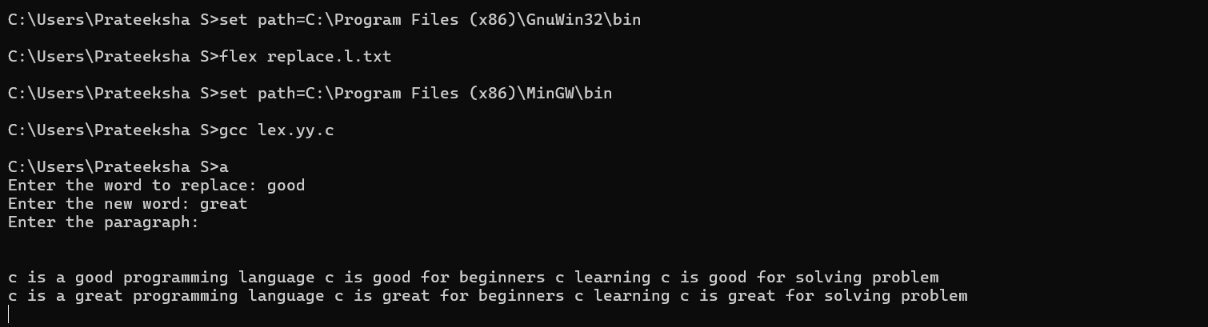 C:\Users\Prateeksha S>set path=C:\Program Files (x86)\GnuWin32\bin
C:\Users\Prateeksha S>flex replace.l.txt
C:\Users\Prateeksha S>set path=C:\Program Files (x86)\MinGW\bin
C:\Users\Prateeksha S>gcc lex.yy.c
C:\Users\Prateeksha S>a
Enter the word to replace: good
Enter the new word: great
Enter the paragraph:
c is a good programming language c is good for beginners c learning c is good for solving problem
c is a great programming language c is great for beginners c learning c is great for solving problem